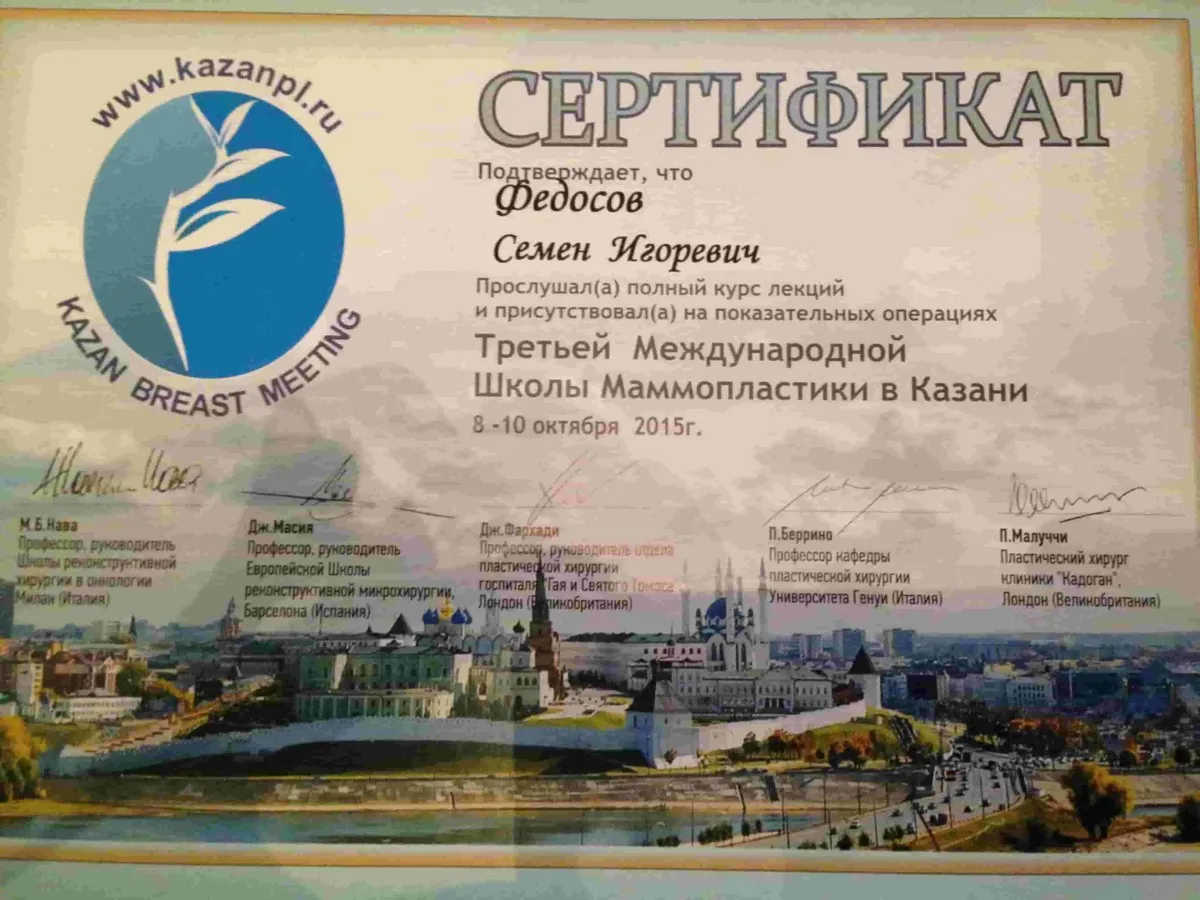 www.kazanpl.ru
KAZAN BREAST MEETING
СЕРТИФИКАТ
Подтверждает, что
Федосов
Семен Игоревич
Прослушал(а) полный курс лекций
и присутствовал(а) на показательных операциях
Третьей Международной
Школы Маммопластики в Казани
8 -10 октября 2015г.
М.Б.Нава
Профессор, руководитель
Школы реконструктивной
хирургии в онкологии
Милан (Италия)
Дж.Масия
Профессор, руководитель
Европейской Школы
реконструктивной микрохирургии,
Барселона (Испания)
Дж.Фархади
Профессор, руководитель отдела
пластической хирургии
госпиталя "Гая и Святого Томаса
Лондон (Великобритания)
П.Беррино
Профессор кафедры
пластической хирургии
Университета Генуи (Италия)
П.Малуччи
Пластический хирург
клиники "Кадоган",
Лондон (Великобритания)